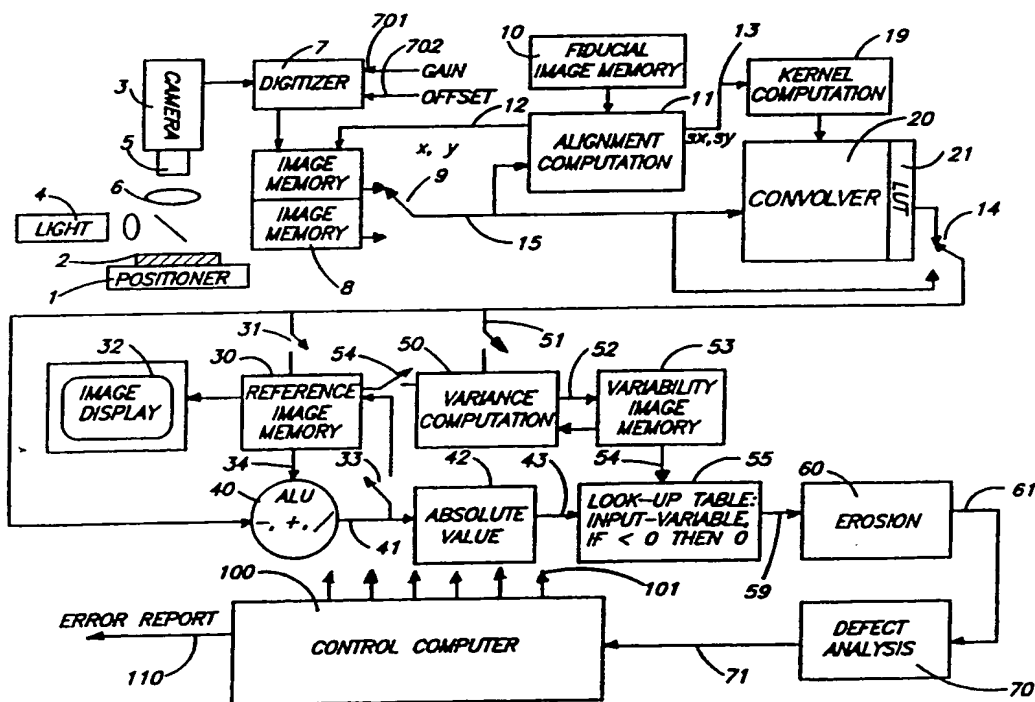 701
10
13
19
7
702
FIDUCIAL
IMAGE MEMORY
KERNEL
COMPUTATION
3
CAMERA
DIGITIZER
GAIN
OFFSET
12
11
20
5
ALIGNMENT
COMPUTATION
sx, sy
21
x, y
6
IMAGE
MEMORY
9
CONVOLVER
LUT
4
LIGHT
IMAGE
MEMORY
14
15
2
POSITIONER
1
8
31
51
32
30
54
50
52
53
IMAGE
DISPLAY
REFERENCE
IMAGE
MEMORY
VARIANCE
COMPUTATION
VARIABILITY
IMAGE
MEMORY
34
33
42
43
54
55
60
61
40
ALU
-, +, /
ABSOLUTE
VALUE
LOOK-UP TABLE:
INPUT-VARIABLE,
IF < 0 THEN 0
EROSION
41
100
101
59
ERROR REPORT
110
CONTROL COMPUTER
71
DEFECT
ANALYSIS
70